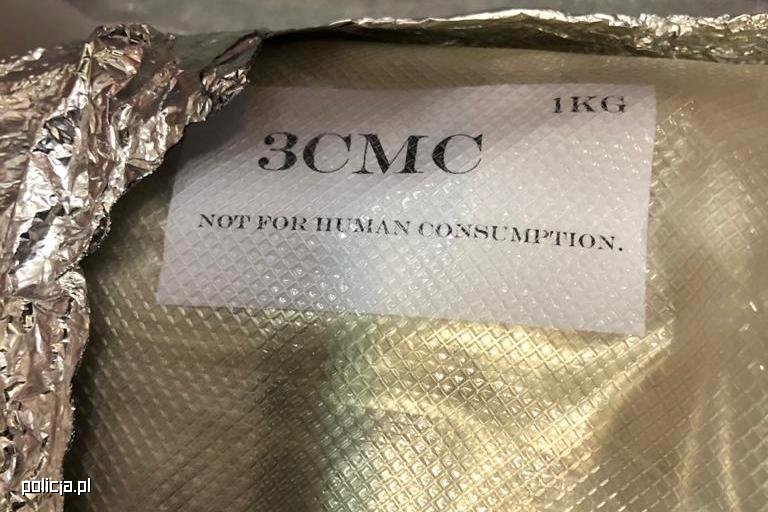 1KG
3CMC
NOT FOR HUMAN CONSUMPTION.
policja.pl